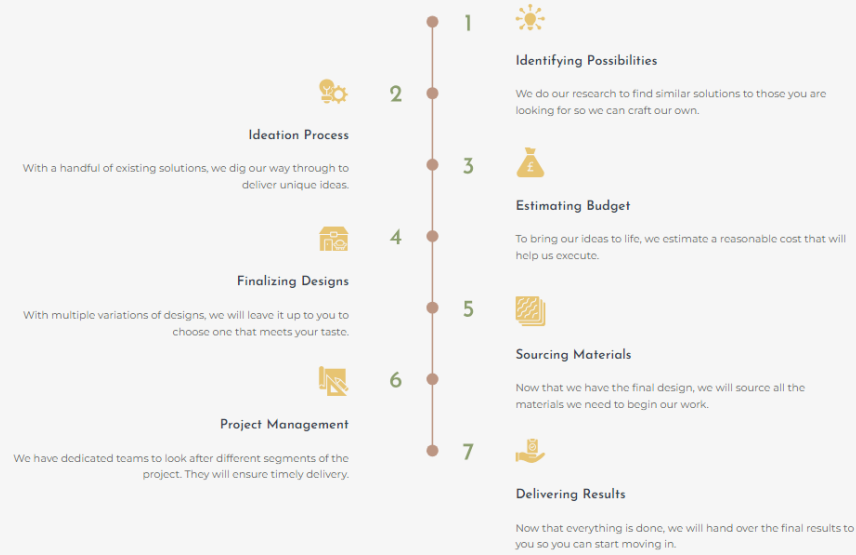 1
Identifying Possibilities
We do our research to find similar solutions to those you are
looking for so we can craft our own.
2
Ideation Process
With a handful of existing solutions, we dig our way through to
deliver unique ideas.
3
£
Estimating Budget
To bring our ideas to life, we estimate a reasonable cost that will
help us execute.
4
Finalizing Designs
With multiple variations of designs, we will leave it up to you to
choose one that meets your taste.
5
Sourcing Materials
Now that we have the final design, we will source all the
materials we need to begin our work.
6
Project Management
We have dedicated teams to look after different segments of the
project. They will ensure timely delivery.
7
Delivering Results
Now that everything is done, we will hand over the final results to
you so you can start moving in.